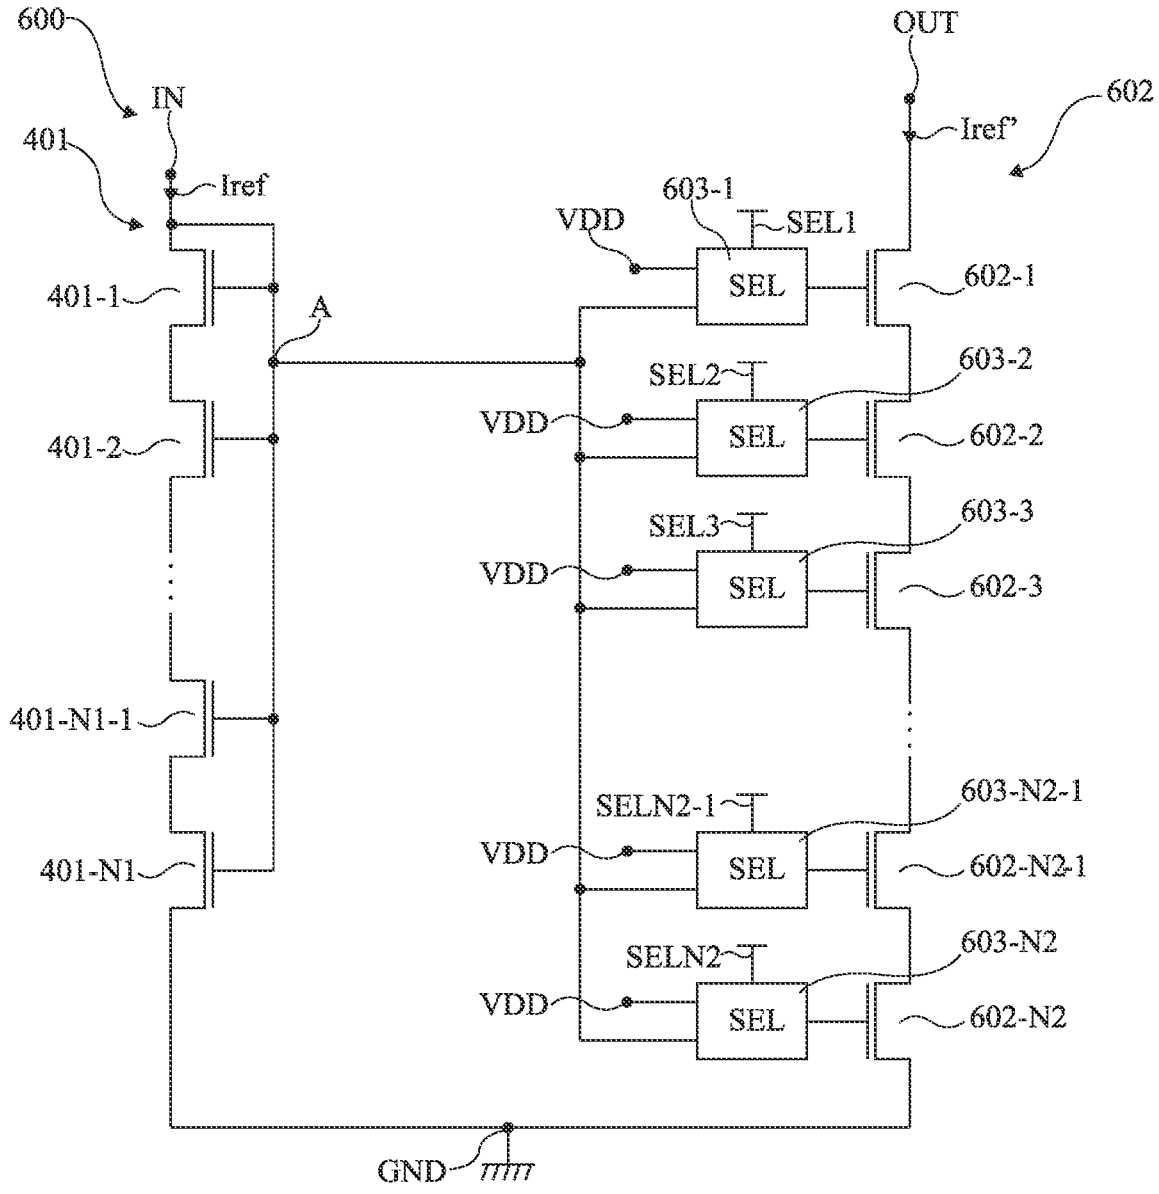 600
OUT
IN
602
401
Iref
Iref’
603-1
VDD
SEL1
SEL
401-1
602-1
A
SEL2
603-2
VDD
SEL
401-2
602-2
SEL3
603-3
VDD
SEL
602-3
401-N1-1
SELN2-1
603-N2-1
VDD
SEL
401-N1
602-N2-1
SELN2
603-N2
VDD
SEL
602-N2
GND